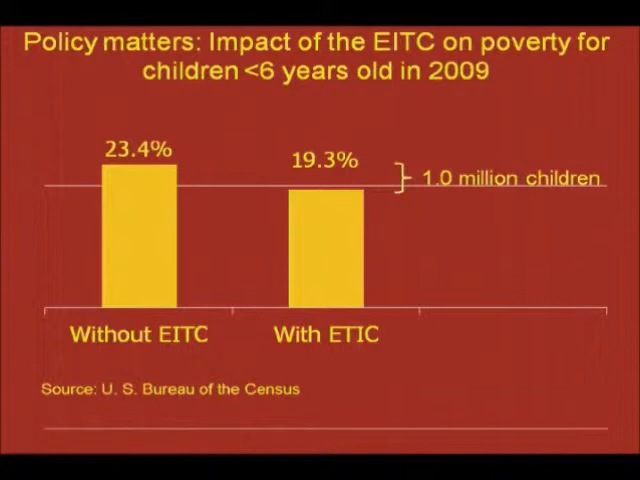 Policy matters: Impact of the EITC on poverty for
children <6 years old in 2009
23.4%
19.3%
1.0 million children
Without EITC
With ETIC
Source: U. S. Bureau of the Census